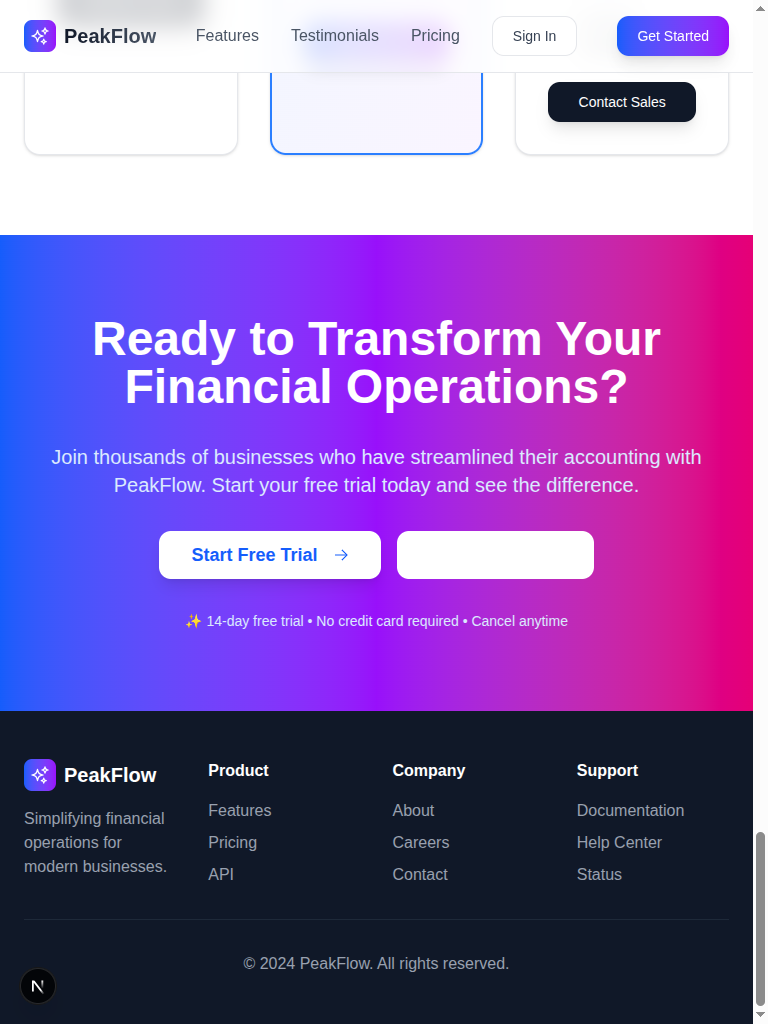 PeakFlow
Features
Testimonials
Pricing
Sign In
Get Started
Contact Sales
Ready to Transform Your
Financial Operations?
Join thousands of businesses who have streamlined their accounting with
PeakFlow. Start your free trial today and see the difference.
Start Free Trial →
✨ 14-day free trial • No credit card required • Cancel anytime
PeakFlow
Simplifying financial
operations for
modern businesses.
Product
Features
Pricing
API
Company
About
Careers
Contact
Support
Documentation
Help Center
Status
© 2024 PeakFlow. All rights reserved.
N